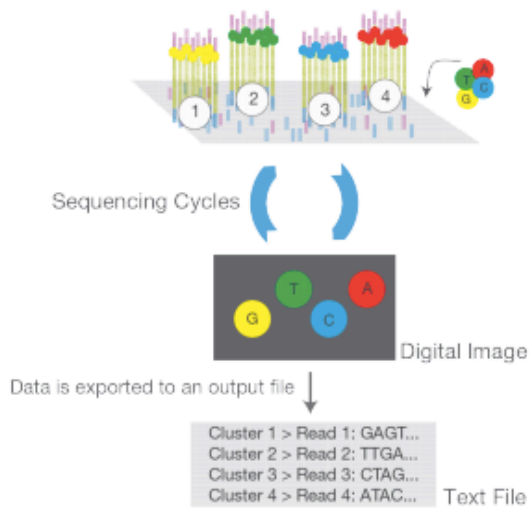 A
T
C
G
1
2
3
4
Sequencing Cycles
T
A
G
C
Digital Image
Data is exported to an output file
Cluster 1 > Read 1: GAGT...
Cluster 2 > Read 2: TTGA...
Cluster 3 > Read 3: CTAG...
Cluster 4 > Read 4: ATAC...
Text File